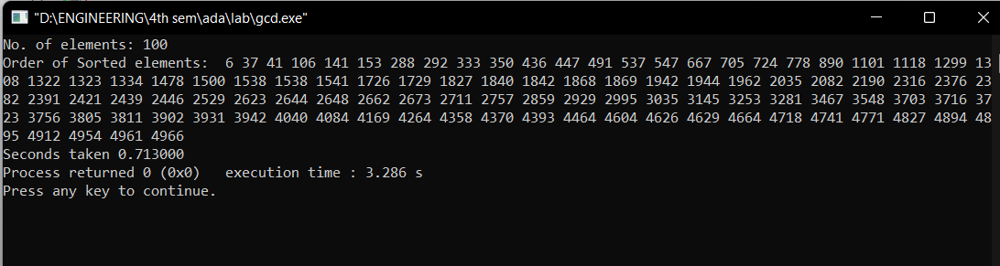 "D:\ENGINEERING\4th sem\ada\lab\gcd.exe"
No. of elements: 100
Order of Sorted elements:  6 37 41 106 141 153 288 292 333 350 436 447 491 537 547 667 705 724 778 890 1101 1118 1299 13
08 1322 1323 1334 1478 1500 1538 1538 1541 1726 1729 1827 1840 1842 1868 1869 1942 1944 1962 2035 2082 2190 2316 2376 23
82 2391 2421 2439 2446 2529 2623 2644 2648 2662 2673 2711 2757 2859 2929 2995 3035 3145 3253 3281 3467 3548 3703 3716 37
23 3756 3805 3811 3902 3931 3942 4040 4084 4169 4264 4358 4370 4393 4464 4604 4626 4629 4664 4718 4741 4771 4827 4894 48
95 4912 4954 4961 4966
Seconds taken 0.713000
Process returned 0 (0x0)   execution time : 3.286 s
Press any key to continue.